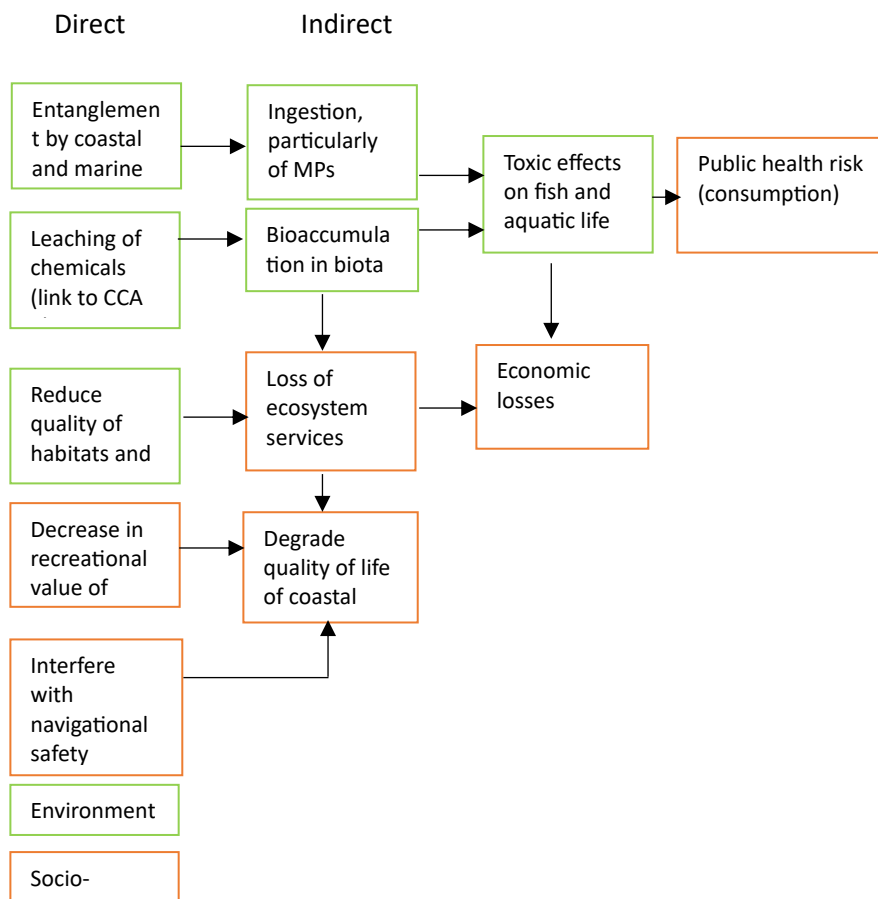 Direct
Indirect
Entanglemen
t by coastal
and marine
Ingestion,
particularly
of MPs
Toxic effects
on fish and
aquatic life
Public health risk
(consumption)
Leaching of
chemicals
(link to CCA
Bioaccumula
tion in biota
Reduce
quality of
habitats and
Loss of
ecosystem
services
Economic
losses
Decrease in
recreational
value of
Degrade
quality of life
of coastal
Interfere
with
navigational
safety
Environment
Socio-